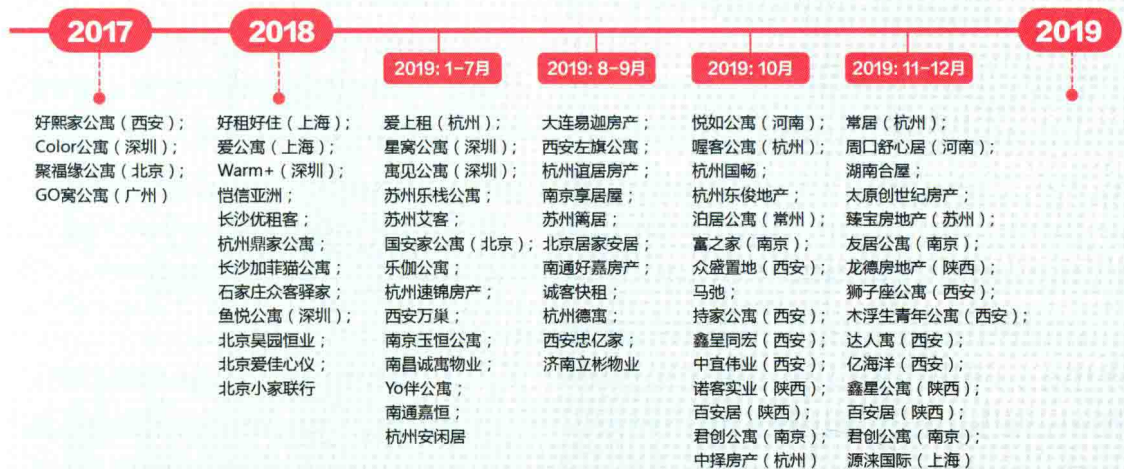 2017
2018
2019
2019: 1-7月
2019: 8-9月
2019: 10月
2019: 11-12月
好熙家公寓（西安）；
Color公寓（深圳）；
聚福缘公寓（北京）；
GO窝公寓（广州）
好租好住（上海）；
爱公寓（上海）；
Warm+（深圳）；
恺信亚洲；
长沙优租客；
杭州鼎家公寓；
长沙加菲猫公寓；
石家庄众客驿家；
鱼悦公寓（深圳）；
北京昊园恒业；
北京爱佳心仪；
北京小家联行
爱上租（杭州）；
星窝公寓（深圳）；
寓见公寓（深圳）；
苏州乐栈公寓；
苏州艾客；
国安家公寓（北京）；
乐伽公寓；
杭州速锦房产；
西安万巢；
南京玉恒公寓；
南昌诚寓物业；
Yo伴公寓；
南通嘉恒；
杭州安闲居
大连易迦房产；
西安左旗公寓；
杭州谊居房产；
南京享居屋；
苏州篱居；
北京居家安居；
南通好嘉房产；
诚客快租；
杭州德寓；
西安忠亿家；
济南立彬物业
悦如公寓（河南）；
喔客公寓（杭州）；
杭州国畅；
杭州东俊地产；
泊居公寓（常州）；
富之家（南京）；
众盛置地（西安）；
马弛；
持家公寓（西安）；
鑫呈同宏（西安）；
中宜伟业（西安）；
诺客实业（陕西）；
百安居（陕西）；
君创公寓（南京）；
中择房产（杭州）
常居（杭州）；
周口舒心居（河南）；
湖南合屋；
太原创世纪房产；
臻宝房地产（苏州）；
友居公寓（南京）；
龙德房地产（陕西）；
狮子座公寓（西安）；
木浮生青年公寓（西安）；
达人寓（西安）；
亿海洋（西安）；
鑫星公寓（陕西）；
百安居（陕西）；
君创公寓（南京）；
源涞国际（上海）